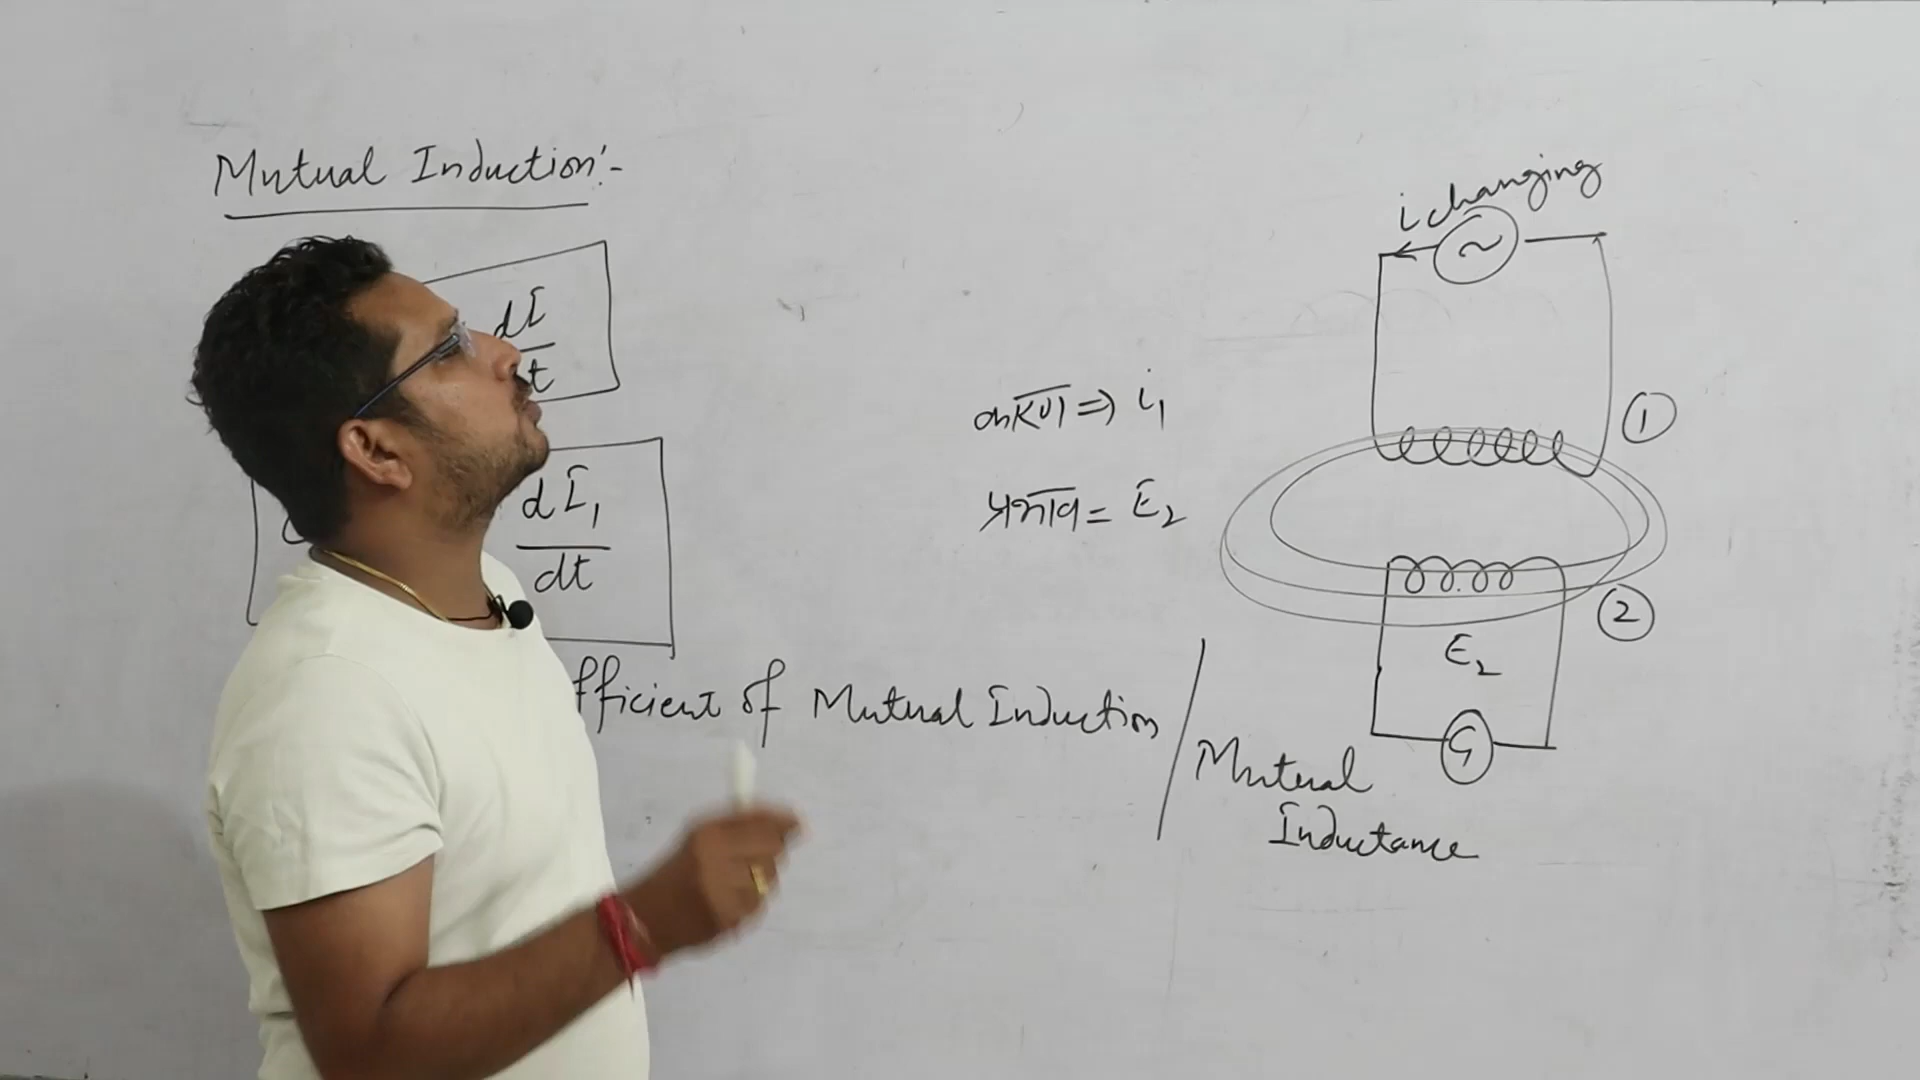 Mutual Induction:-
dI
t
dI₁
dt
fficient of Mutual Induction / Mutual Inductance
कारण ⇒ i₁
प्रभाव = E₂
i changing
~
①
②
E₂
G